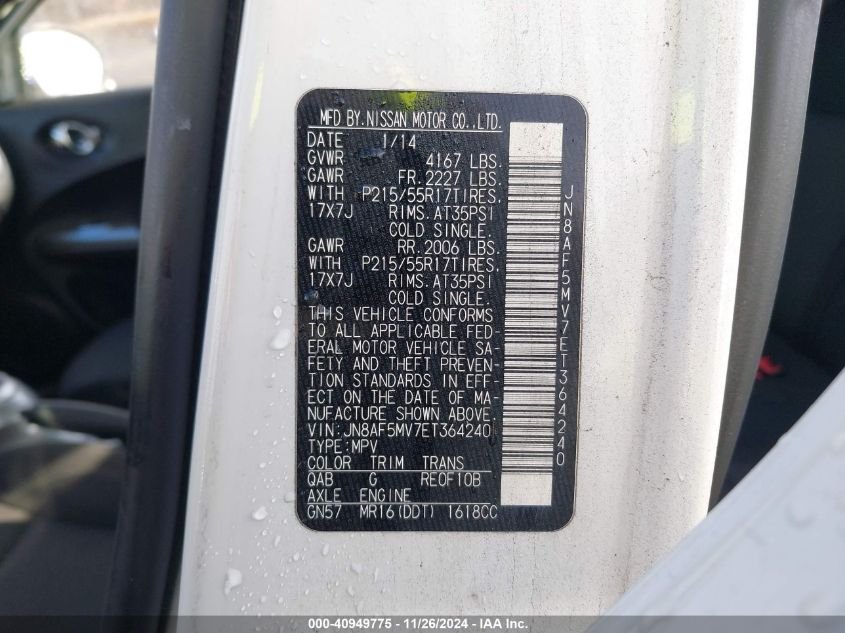 MFD BY.NISSAN MOTOR CO.,LTD.
DATE 1/14
GVWR 4167 LBS.
GAWR FR. 2227 LBS.
WITH P215/55R17TIRES.
17X7J RIMS. AT35PSI
COLD SINGLE.
GAWR RR. 2006 LBS.
WITH P215/55R17TIRES.
17X7J RIMS. AT35PSI
COLD SINGLE.
THIS VEHICLE CONFORMS
TO ALL APPLICABLE FED-
ERAL MOTOR VEHICLE SA-
FETY AND THEFT PREVEN-
TION STANDARDS IN EFF-
ECT ON THE DATE OF MA-
NUFACTURE SHOWN ABOVE.
VIN:JN8AF5MV7ET364240
TYPE:MPV
COLOR TRIM TRANS
QAB G RE0F10B
AXLE ENGINE
GN57 MR16(DDT) 1618CC
JN8AF5MV7ET364240
000-40949775 - 11/26/2024 - IAA Inc.